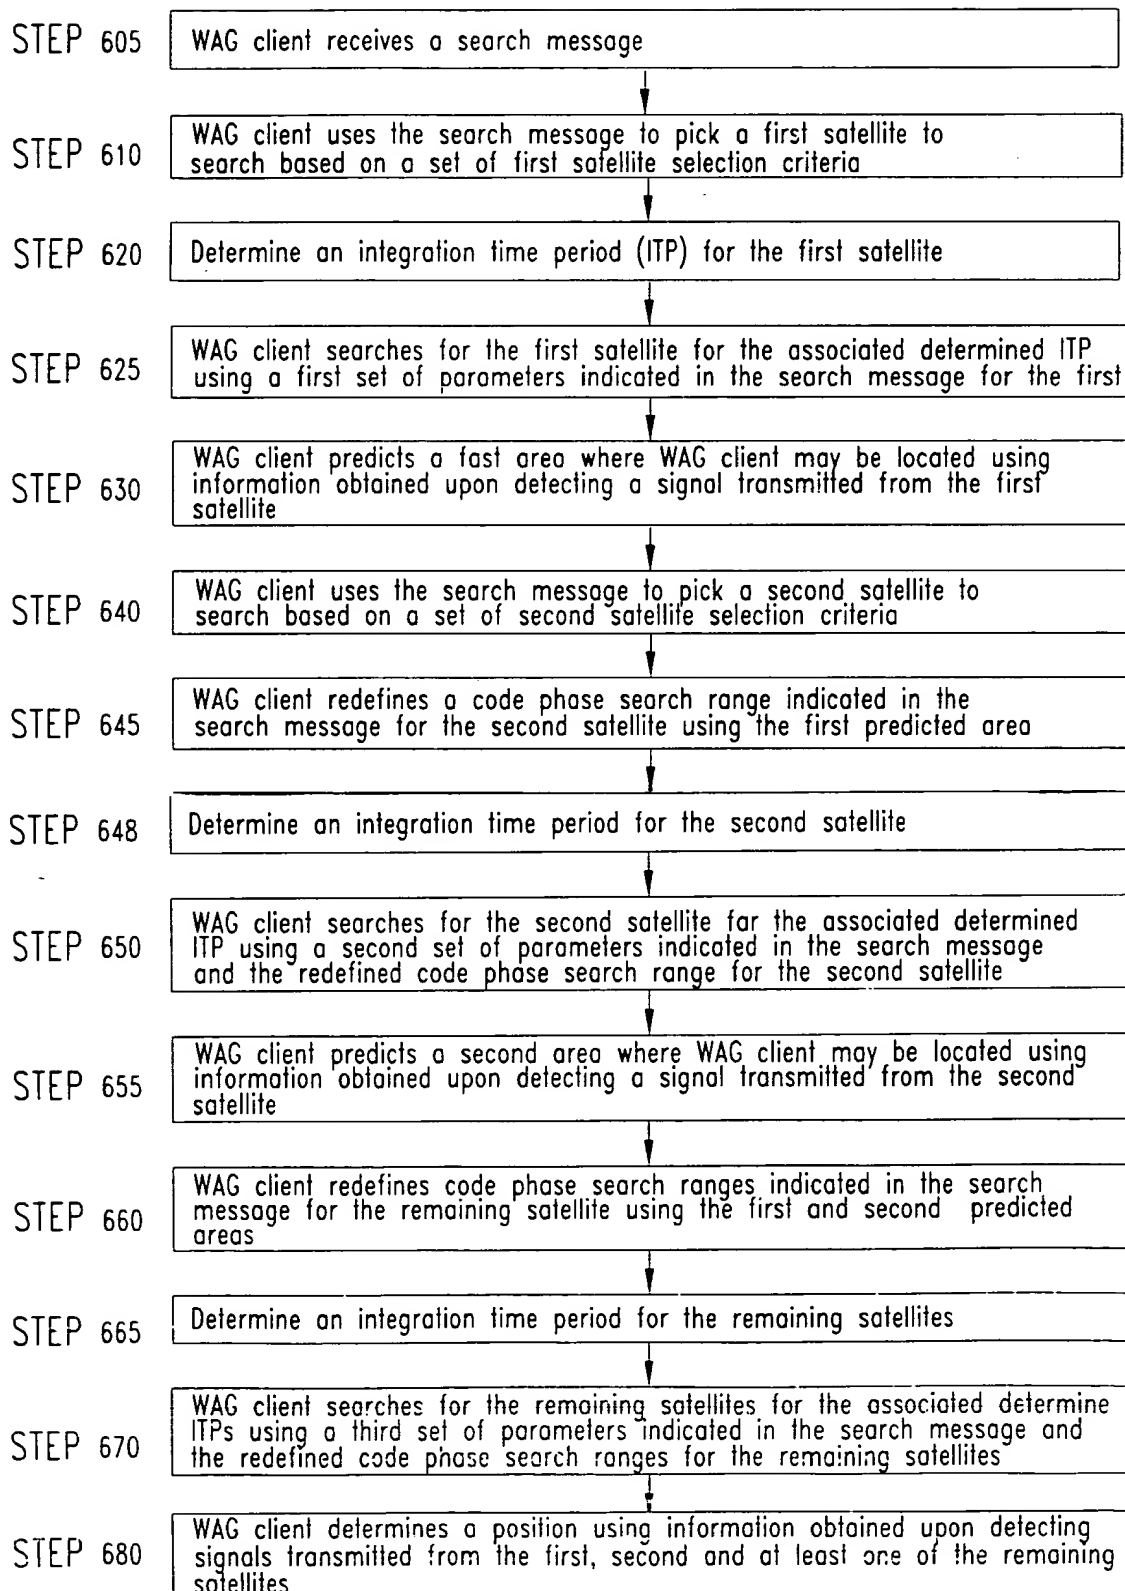 STEP 605
WAG client receives a search message
STEP 610
WAG client uses the search message to pick a first satellite to
search based on a set of first satellite selection criteria
STEP 620
Determine an integration time period (ITP) for the first satellite
STEP 625
WAG client searches for the first satellite for the associated determined ITP
using a first set of parameters indicated in the search message for the first
STEP 630
WAG client predicts a fast area where WAG client may be located using
information obtained upon detecting a signal transmitted from the first
satellite
STEP 640
WAG client uses the search message to pick a second satellite to
search based on a set of second satellite selection criteria
STEP 645
WAG client redefines a code phase search range indicated in the
search message for the second satellite using the first predicted area
STEP 648
Determine an integration time period for the second satellite
STEP 650
WAG client searches for the second satellite far the associated determined
ITP using a second set of parameters indicated in the search message
and the redefined code phase search range for the second satellite
STEP 655
WAG client predicts a second area where WAG client may be located using
information obtained upon detecting a signal transmitted from the second
satellite
STEP 660
WAG client redefines code phase search ranges indicated in the search
message for the remaining satellite using the first and second predicted
areas
STEP 665
Determine an integration time period for the remaining satellites
STEP 670
WAG client searches for the remaining satellites for the associated determine
ITPs using a third set of parameters indicated in the search message and
the redefined code phase search ranges for the remaining satellites
STEP 680
WAG client determines a position using information obtained upon detecting
signals transmitted from the first, second and at least one of the remaining
satellites